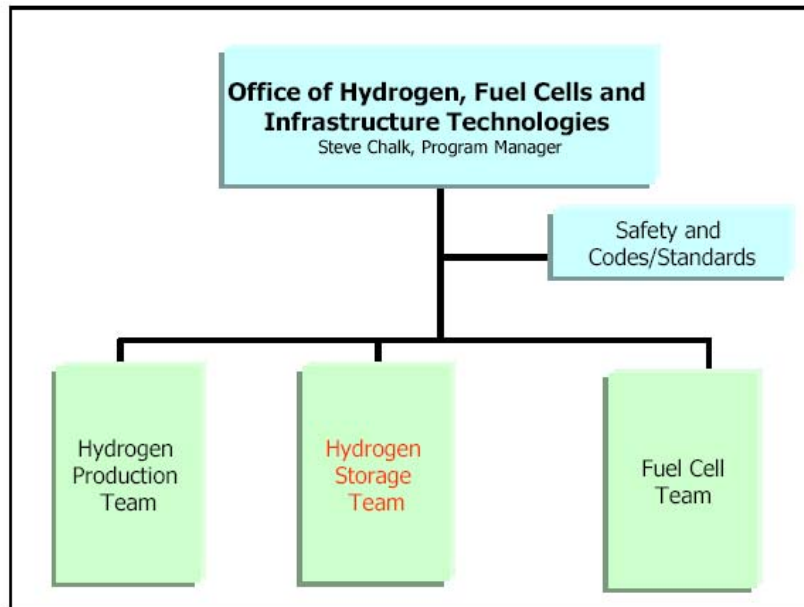 Office of Hydrogen, Fuel Cells and
Infrastructure Technologies
Steve Chalk, Program Manager
Safety and
Codes/Standards
Hydrogen
Production
Team
Hydrogen
Storage
Team
Fuel Cell
Team